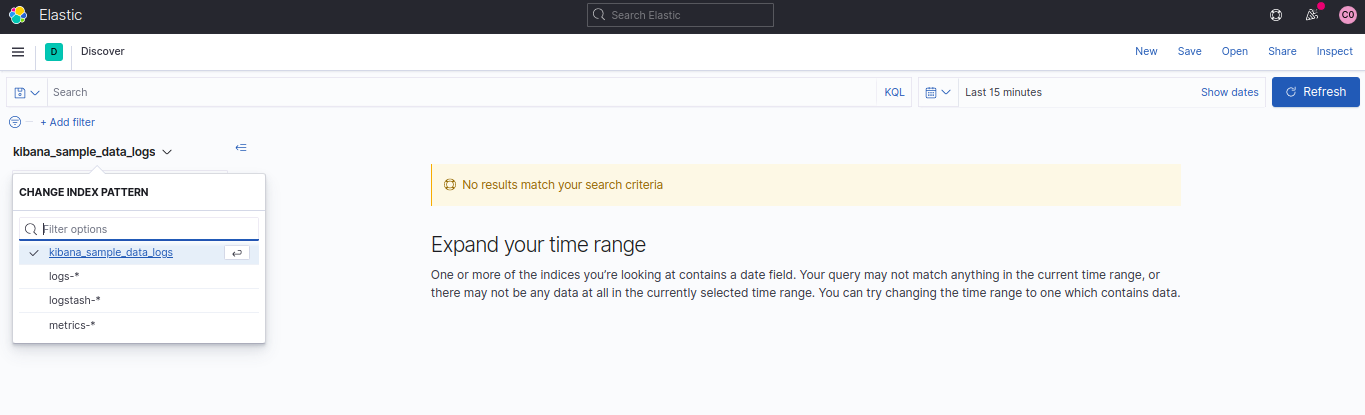 Elastic
Search Elastic
C0
D
Discover
New Save Open Share Inspect
Search
KQL
Last 15 minutes
Show dates
Refresh
+ Add filter
kibana_sample_data_logs
CHANGE INDEX PATTERN
Filter options
kibana_sample_data_logs
logs-*
logstash-*
metrics-*
No results match your search criteria
Expand your time range
One or more of the indices you’re looking at contains a date field. Your query may not match anything in the current time range, or
there may not be any data at all in the currently selected time range. You can try changing the time range to one which contains data.